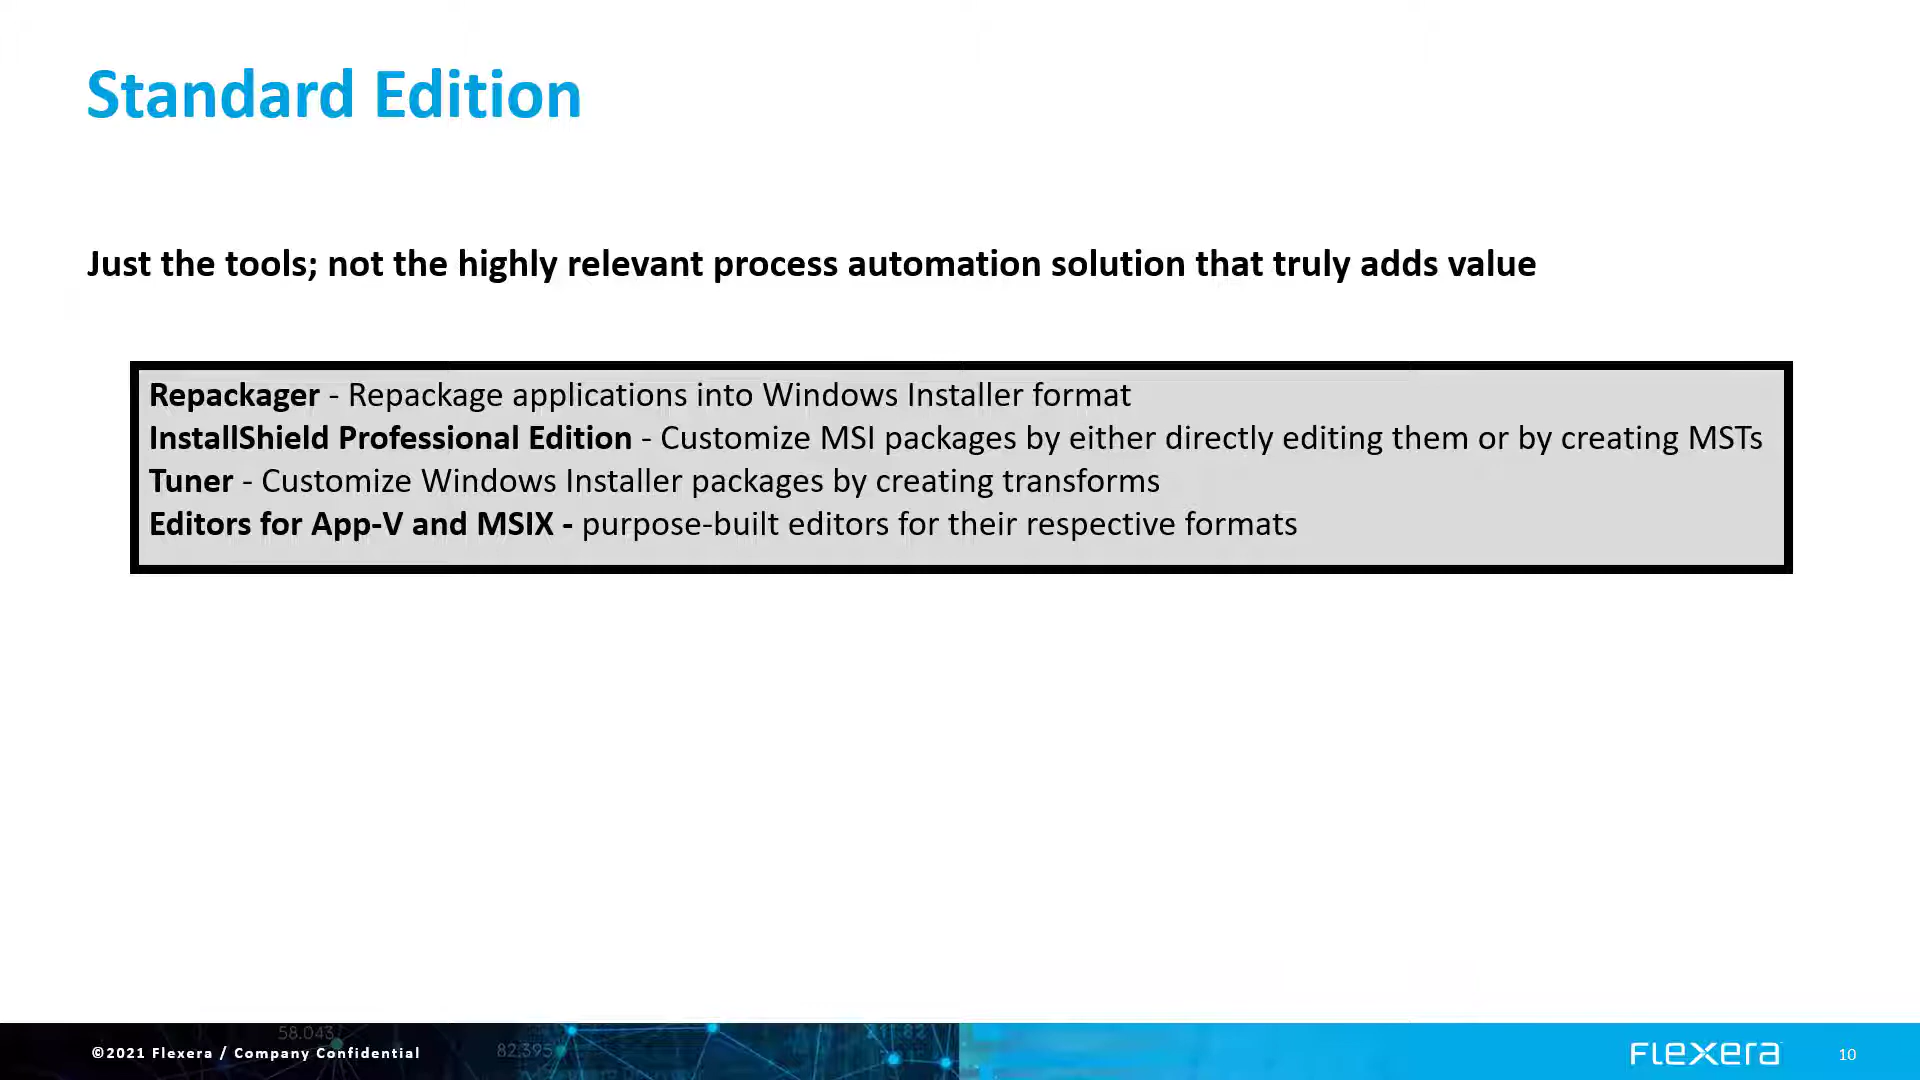 Standard Edition
Just the tools; not the highly relevant process automation solution that truly adds value
Repackager - Repackage applications into Windows Installer format
InstallShield Professional Edition - Customize MSI packages by either directly editing them or by creating MSTs
Tuner - Customize Windows Installer packages by creating transforms
Editors for App-V and MSIX - purpose-built editors for their respective formats
58.043
82.395
©2021 Flexera / Company Confidential
FLEXERA
10